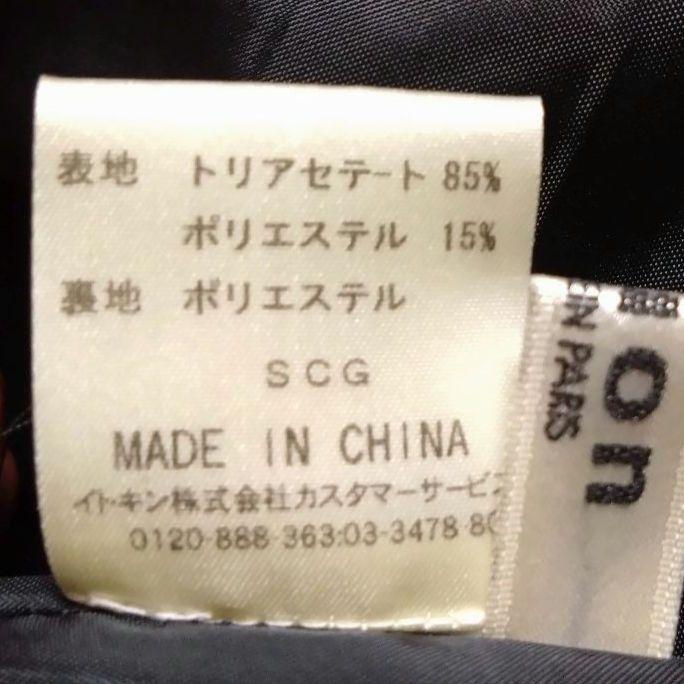 表地 トリアセテート 85%
ポリエステル 15%
裏地 ポリエステル
SCG
MADE IN CHINA
イトキン株式会社カスタマーサービ
0120-888-363:03-3478-8
on
IN PARIS